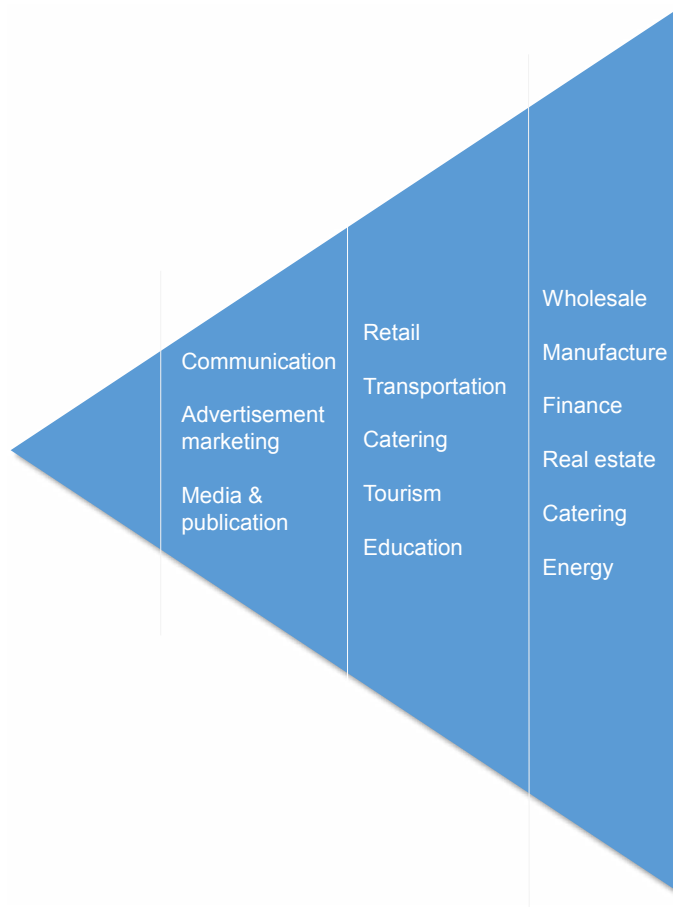 Communication
Advertisement
marketing
Media &
publication
Retail
Transportation
Catering
Tourism
Education
Wholesale
Manufacture
Finance
Real estate
Catering
Energy